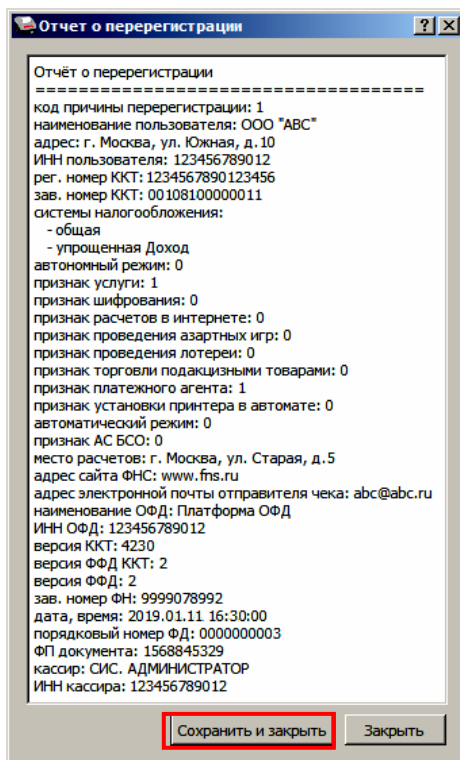 Отчет о перерегистрации
Отчёт о перерегистрации
=====================================
код причины перерегистрации: 1
наименование пользователя: ООО "АВС"
адрес: г. Москва, ул. Южная, д.10
ИНН пользователя: 123456789012
рег. номер ККТ: 1234567890123456
зав. номер ККТ: 00108100000011
системы налогообложения:
- общая
- упрощенная Доход
автономный режим: 0
признак услуги: 1
признак шифрования: 0
признак расчетов в интернете: 0
признак проведения азартных игр: 0
признак проведения лотереи: 0
признак торговли подакцизными товарами: 0
признак платежного агента: 1
признак установки принтера в автомате: 0
автоматический режим: 0
признак АС БСО: 0
место расчетов: г. Москва, ул. Старая, д.5
адрес сайта ФНС: www.fns.ru
адрес электронной почты отправителя чека: abc@abc.ru
наименование ОФД: Платформа ОФД
ИНН ОФД: 123456789012
версия ККТ: 4230
версия ФФД ККТ: 2
версия ФФД: 2
зав. номер ФН: 9999078992
дата, время: 2019.01.11 16:30:00
порядковый номер ФД: 0000000003
ФП документа: 1568845329
кассир: СИС. АДМИНИСТРАТОР
ИНН кассира: 123456789012
Сохранить и закрыть Закрыть